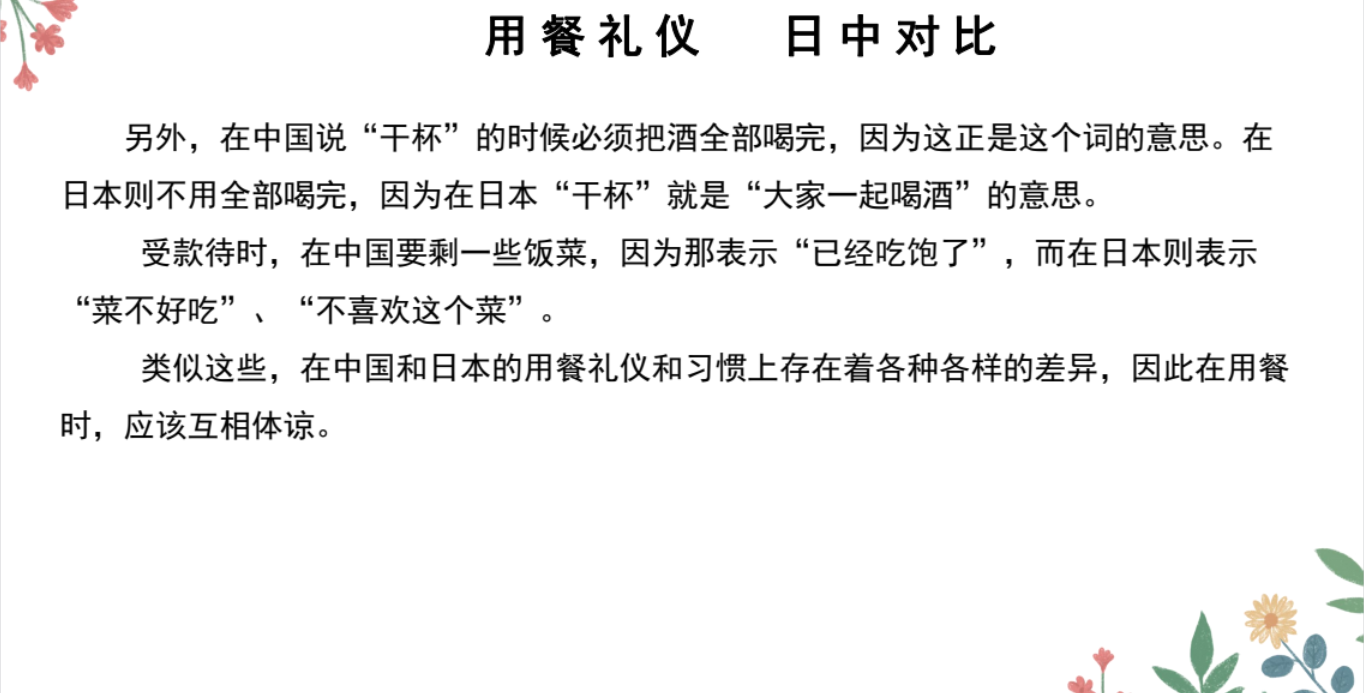 用餐礼仪 日中对比
另外，在中国说“干�”的时候必须把酒全部喝完，因为这正是这个词的意思。在
日本则不用全部喝完，因为在日本“干杯”就是“大家一起喝酒”的意思。
受款待时，在中国要剩一些饭菜，因为那表示“已经吃饱了”，而在日本则表示
“菜不好吃”、“不喜欢这个菜”。
类似这些，在中国和日本的用餐礼仪和习惯上存在着各种各样的差异，因此在用餐
时，应该互相体谅。